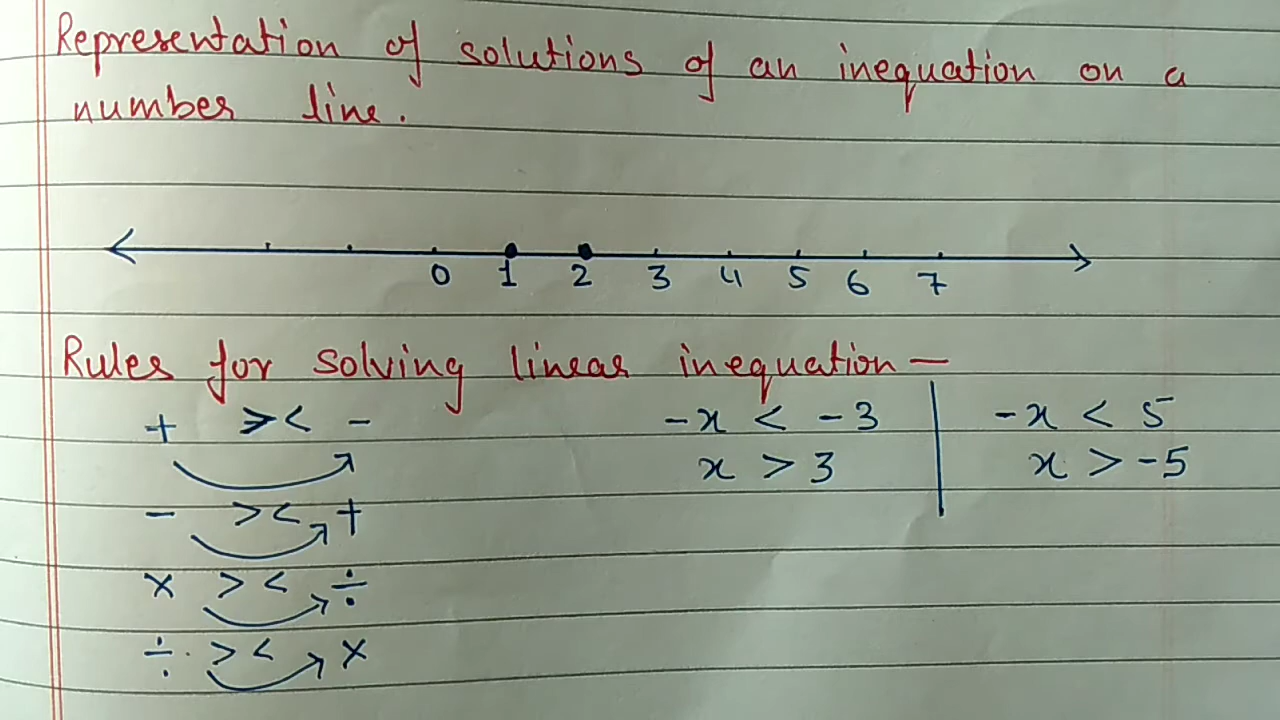 Representation of solutions of an inequation on a
number line.
0 1 2 3 4 5 6 7
Rules for solving linear inequation —
+ > < - -x < -3 -x < 5
x > 3 x > -5
- > < +
× > < ÷
÷ > < ×